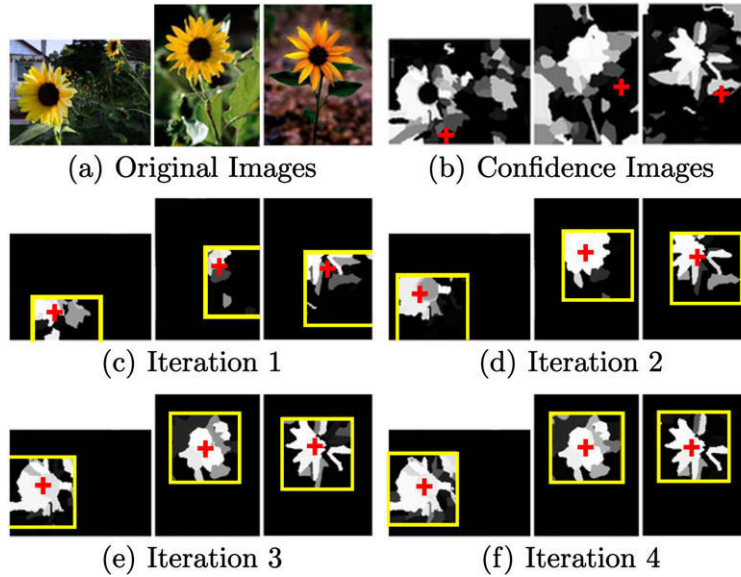 (a) Original Images
(b) Confidence Images
(c) Iteration 1
(d) Iteration 2
(e) Iteration 3
(f) Iteration 4